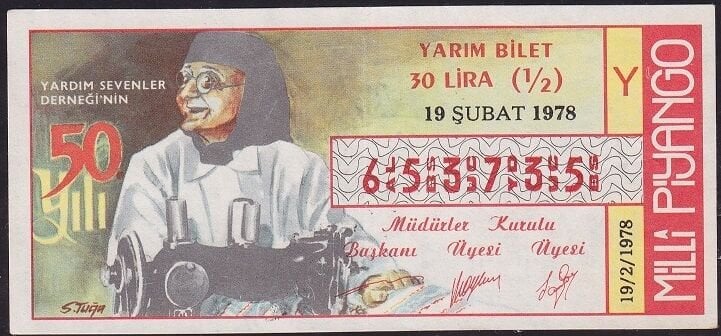 YARDIM SEVENLER
DERNEĞİ'NİN
50
Yılı
S. Tuğa
YARIM BİLET
30 LİRA (½)
19 ŞUBAT 1978
653735
Müdürler Kurulu
Başkanı Üyesi Üyesi
Y
19/2/1978
MİLLÎ PİYANGO